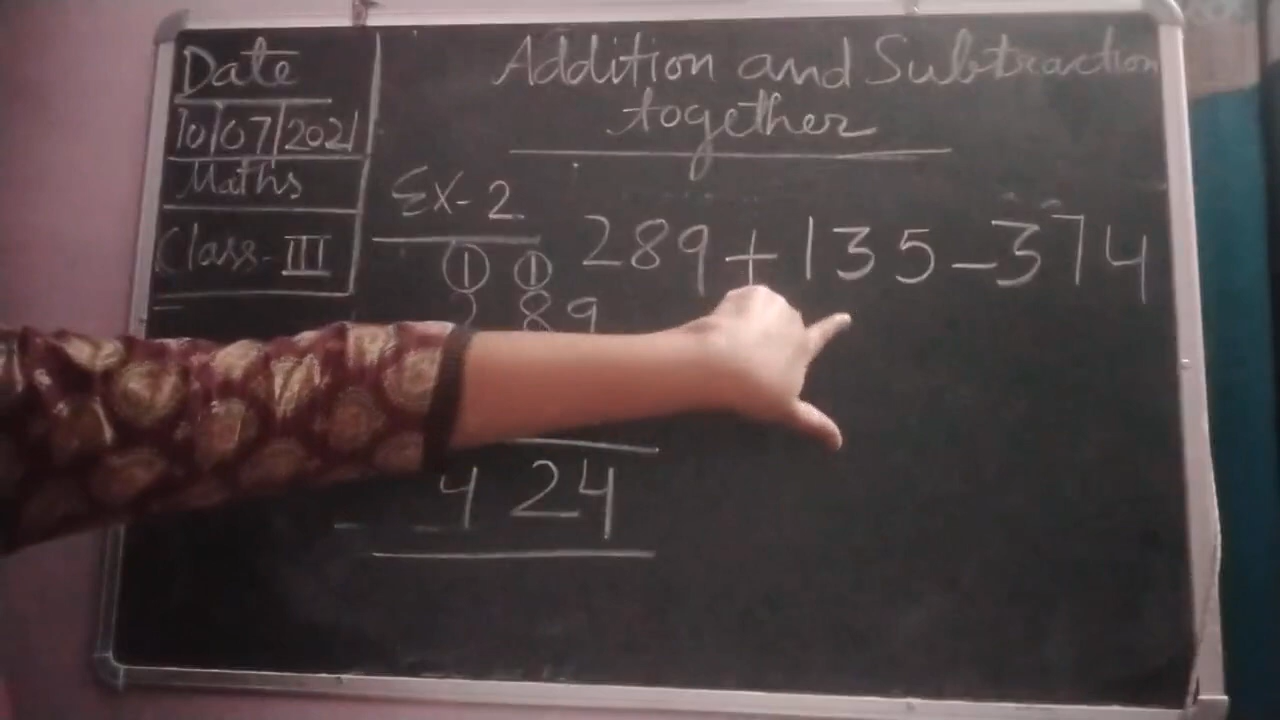 Date
10/07/2021
Maths
Class-III
Addition and Subtraction
together
Ex-2
289+135-374
1 1
2 89
424